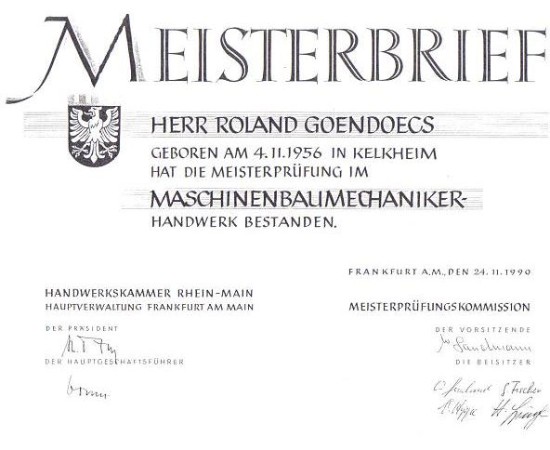 MEISTERBRIEF
HERR ROLAND GOENDOECS
GEBOREN AM 4.11.1956 IN KELKHEIM
HAT DIE MEISTERPRÜFUNG IM
MASCHINENBAUMECHANIKER-
HANDWERK BESTANDEN.
FRANKFURT A.M., DEN 24.11.1990
HANDWERKSKAMMER RHEIN-MAIN
HAUPTVERWALTUNG FRANKFURT AM MAIN
DER PRÄSIDENT
DER HAUPTGESCHÄFTSFÜHRER
MEISTERPRÜFUNGSKOMMISSION
DER VORSITZENDE
DIE BEISITZER